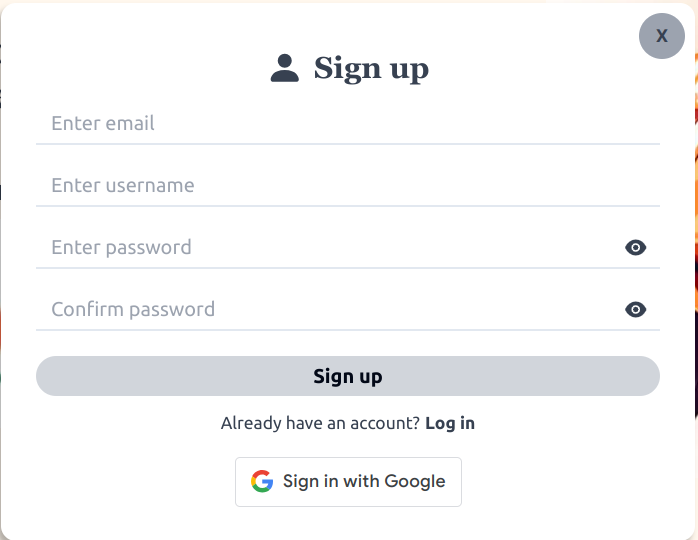 X
Sign up
Enter email
Enter username
Enter password
Confirm password
Sign up
Already have an account? Log in
Sign in with Google